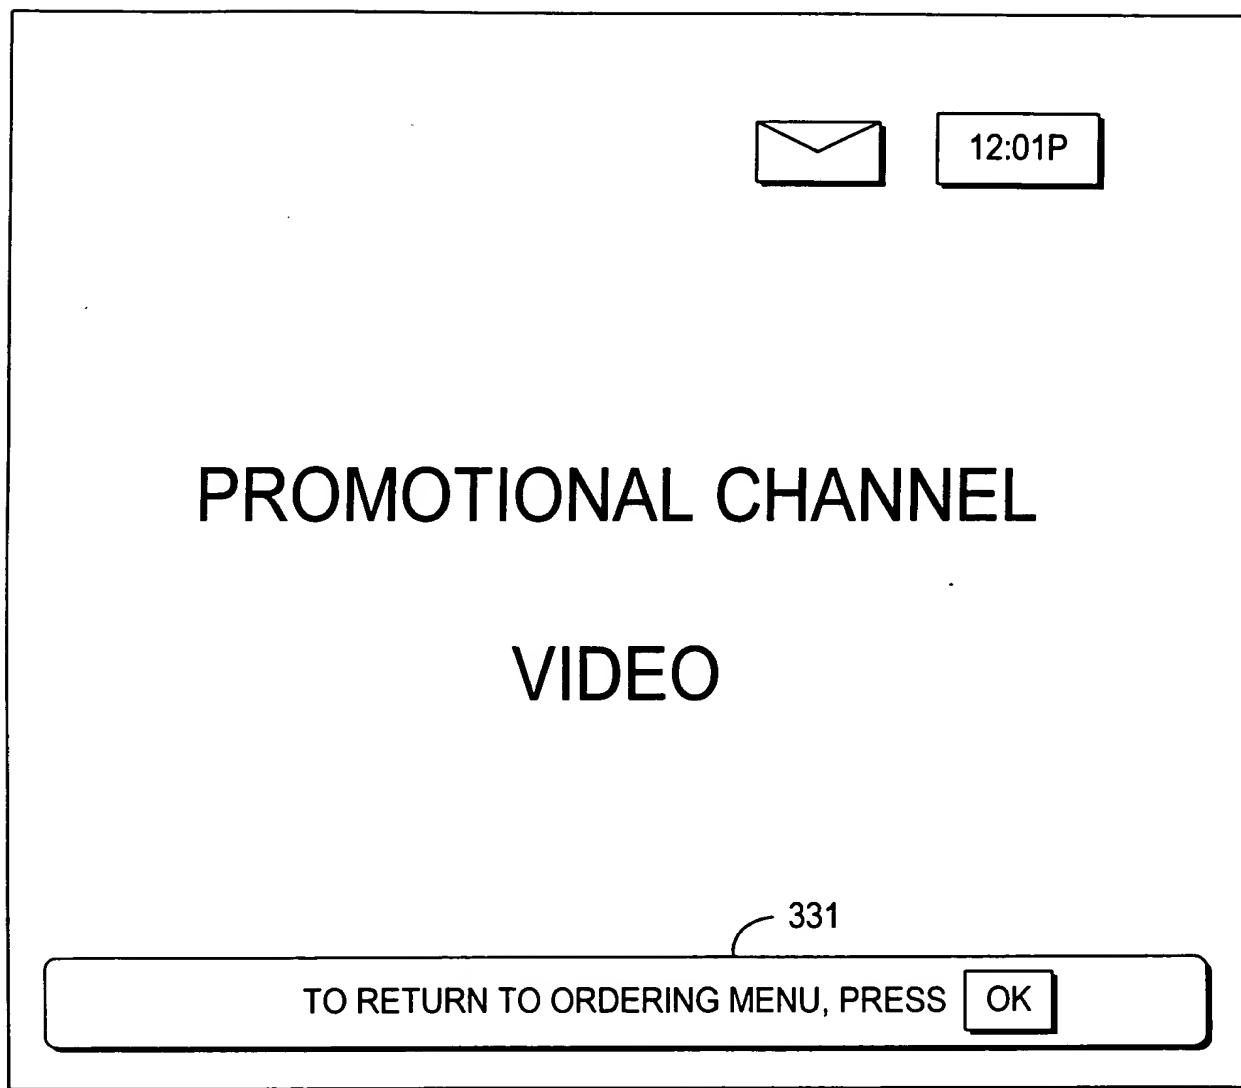 12:01P
PROMOTIONAL CHANNEL
VIDEO
331
TO RETURN TO ORDERING MENU, PRESS OK